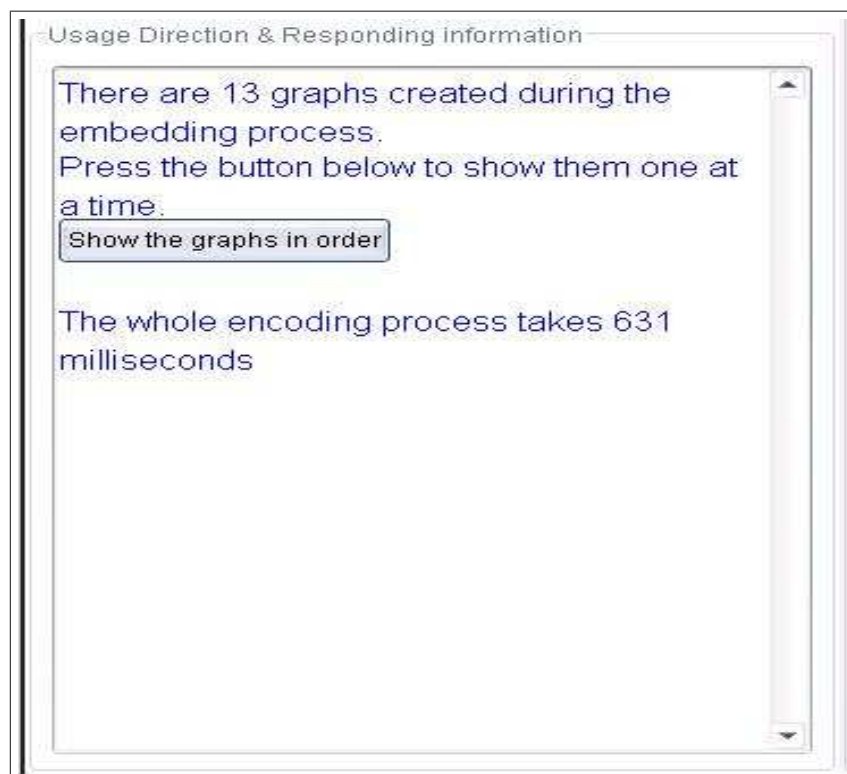 Usage Direction & Responding information
There are 13 graphs created during the
embedding process.
Press the button below to show them one at
a time.
Show the graphs in order
The whole encoding process takes 631
milliseconds